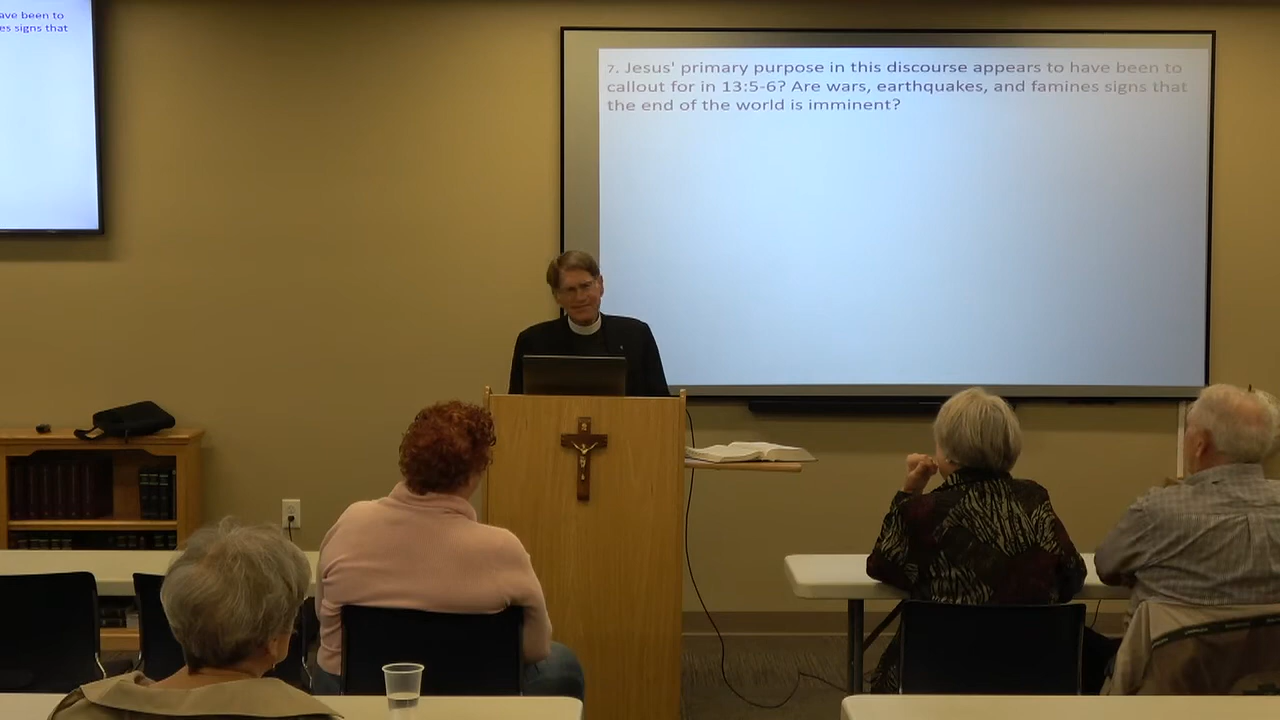 ave been to
es signs that
7. Jesus' primary purpose in this discourse appears to have been to
callout for in 13:5-6? Are wars, earthquakes, and famines signs that
the end of the world is imminent?